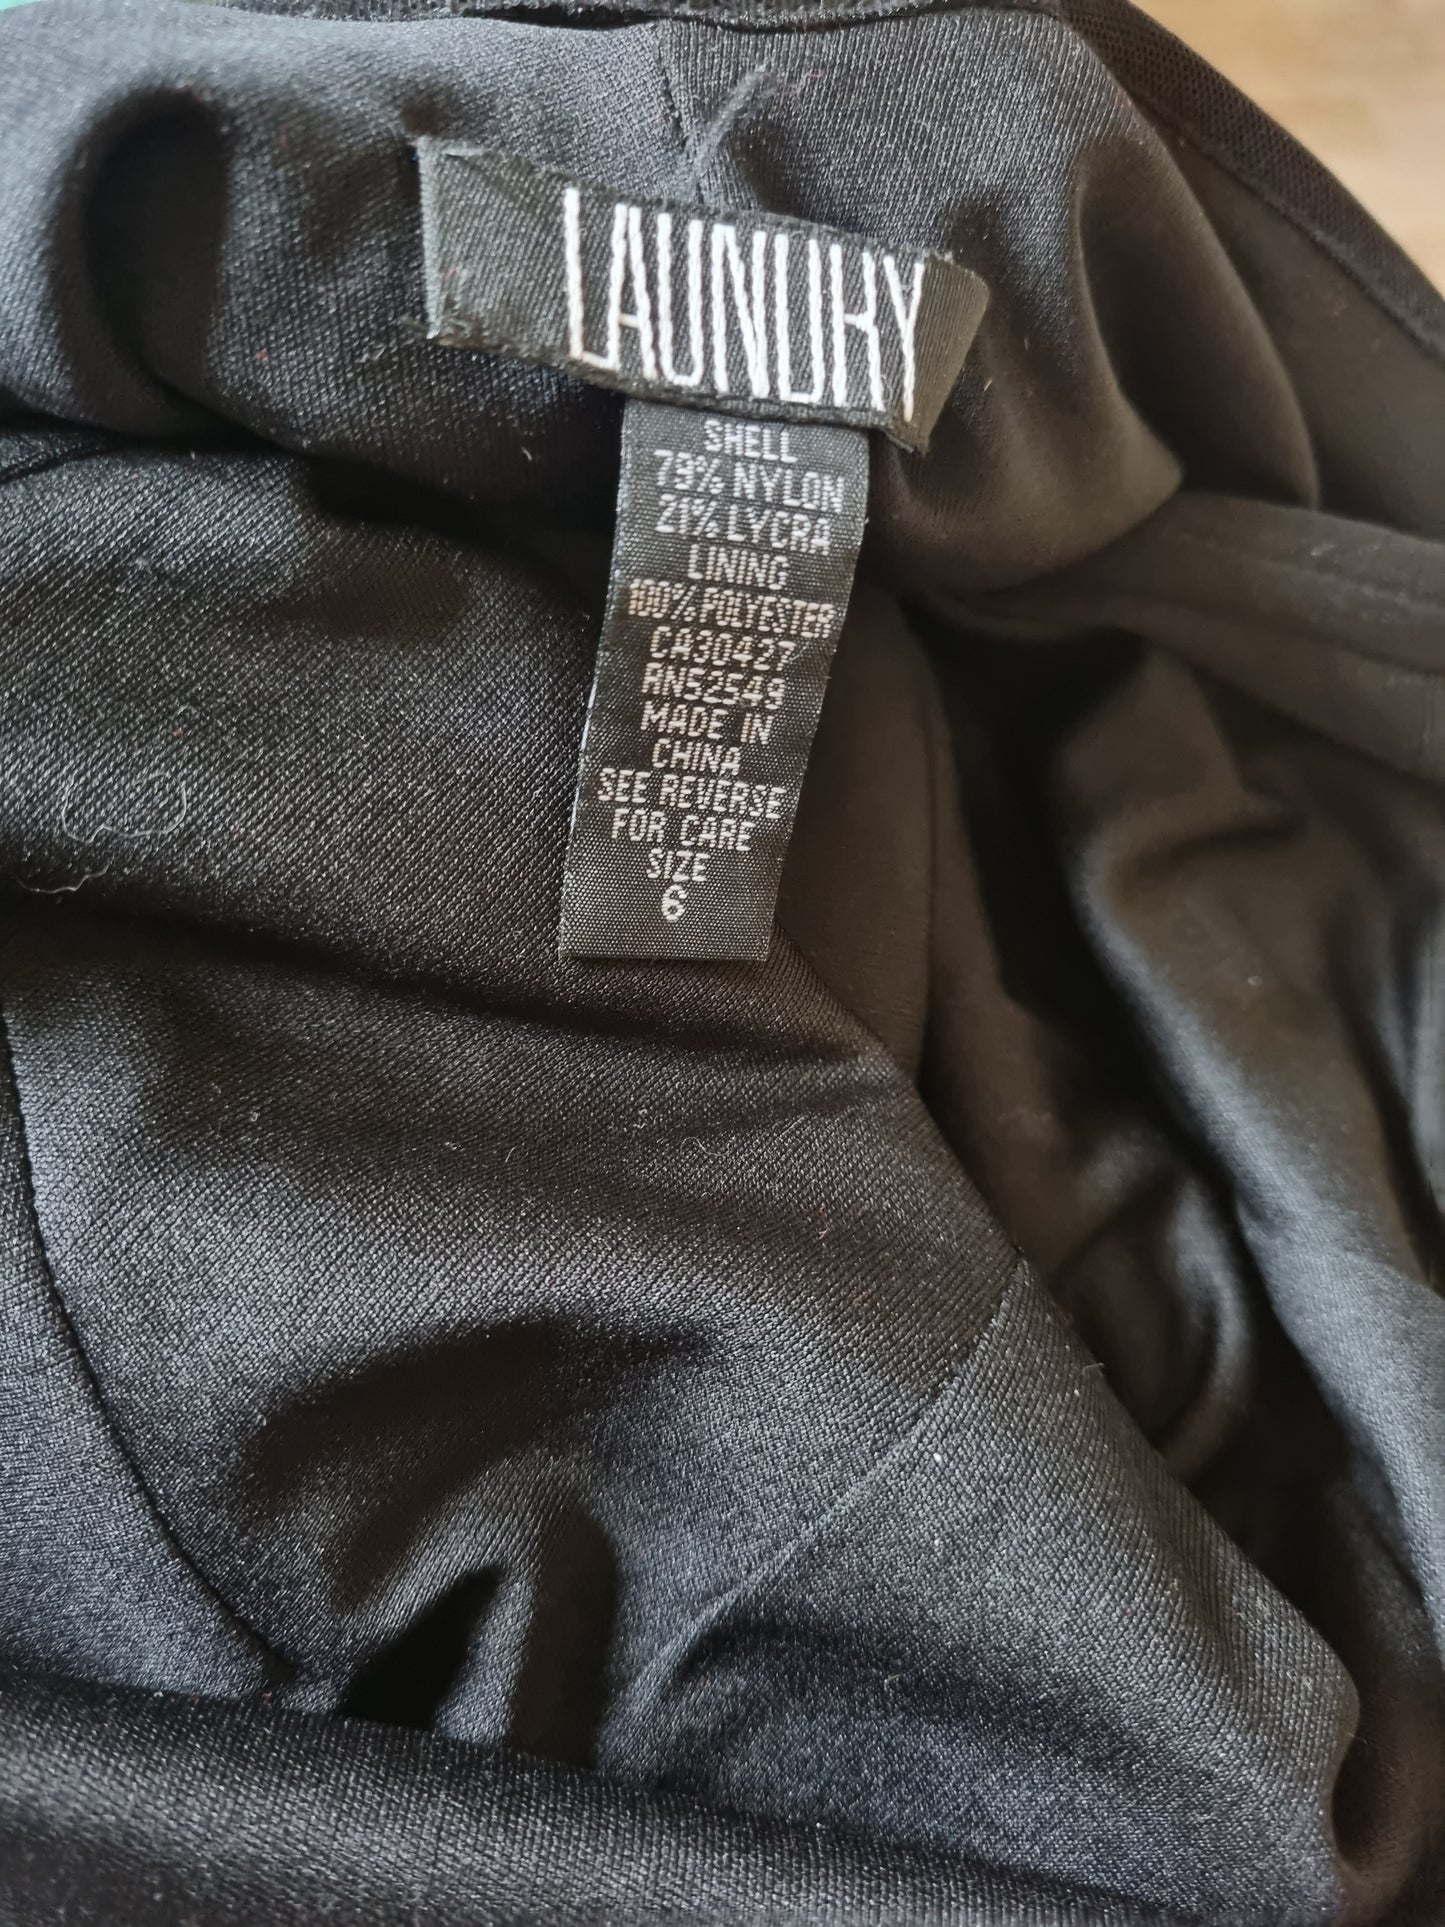 LAUNDRY
SHELL
79% NYLON
21% LYCRA
LINING
100% POLYESTER
CA30427
RN52549
MADE IN
CHINA
SEE REVERSE
FOR CARE
SIZE
6